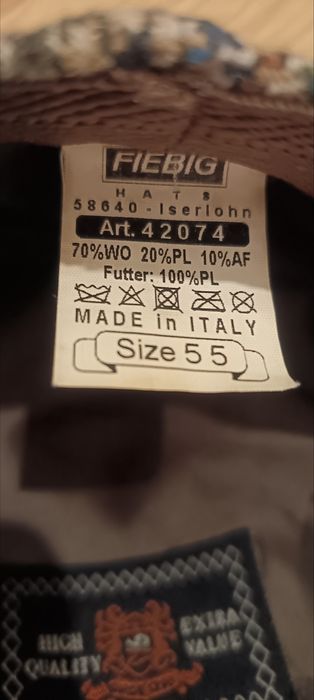 FIEBIG
HATS
58640 - Iserlohn
Art. 42074
70%WO 20%PL 10%AF
Futter: 100%PL
MADE in ITALY
Size 55
HIGH QUALITY
EXTRA VALUE